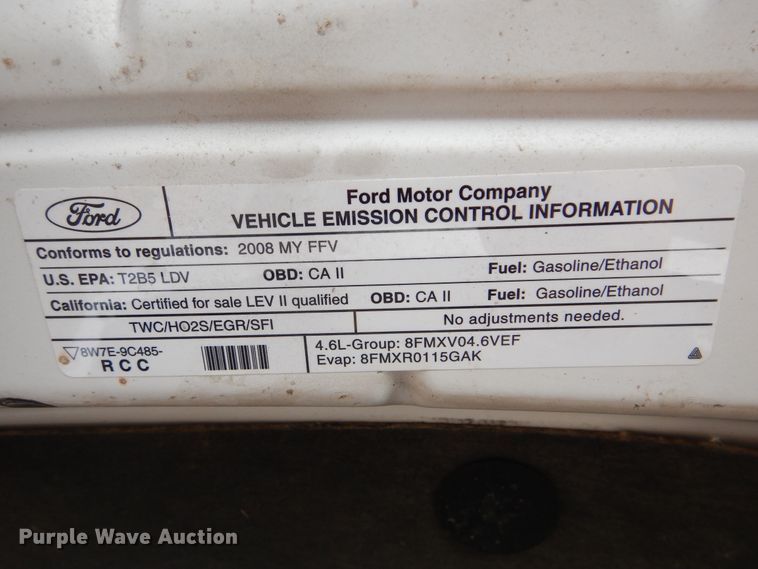 Ford
Ford Motor Company
VEHICLE EMISSION CONTROL INFORMATION
Conforms to regulations: 2008 MY FFV
U.S. EPA: T2B5 LDV OBD: CA II Fuel: Gasoline/Ethanol
California: Certified for sale LEV II qualified OBD: CA II Fuel: Gasoline/Ethanol
TWC/HO2S/EGR/SFI No adjustments needed.
8W7E-9C485-
RCC
4.6L-Group: 8FMXV04.6VEF
Evap: 8FMXR0115GAK
Purple Wave Auction